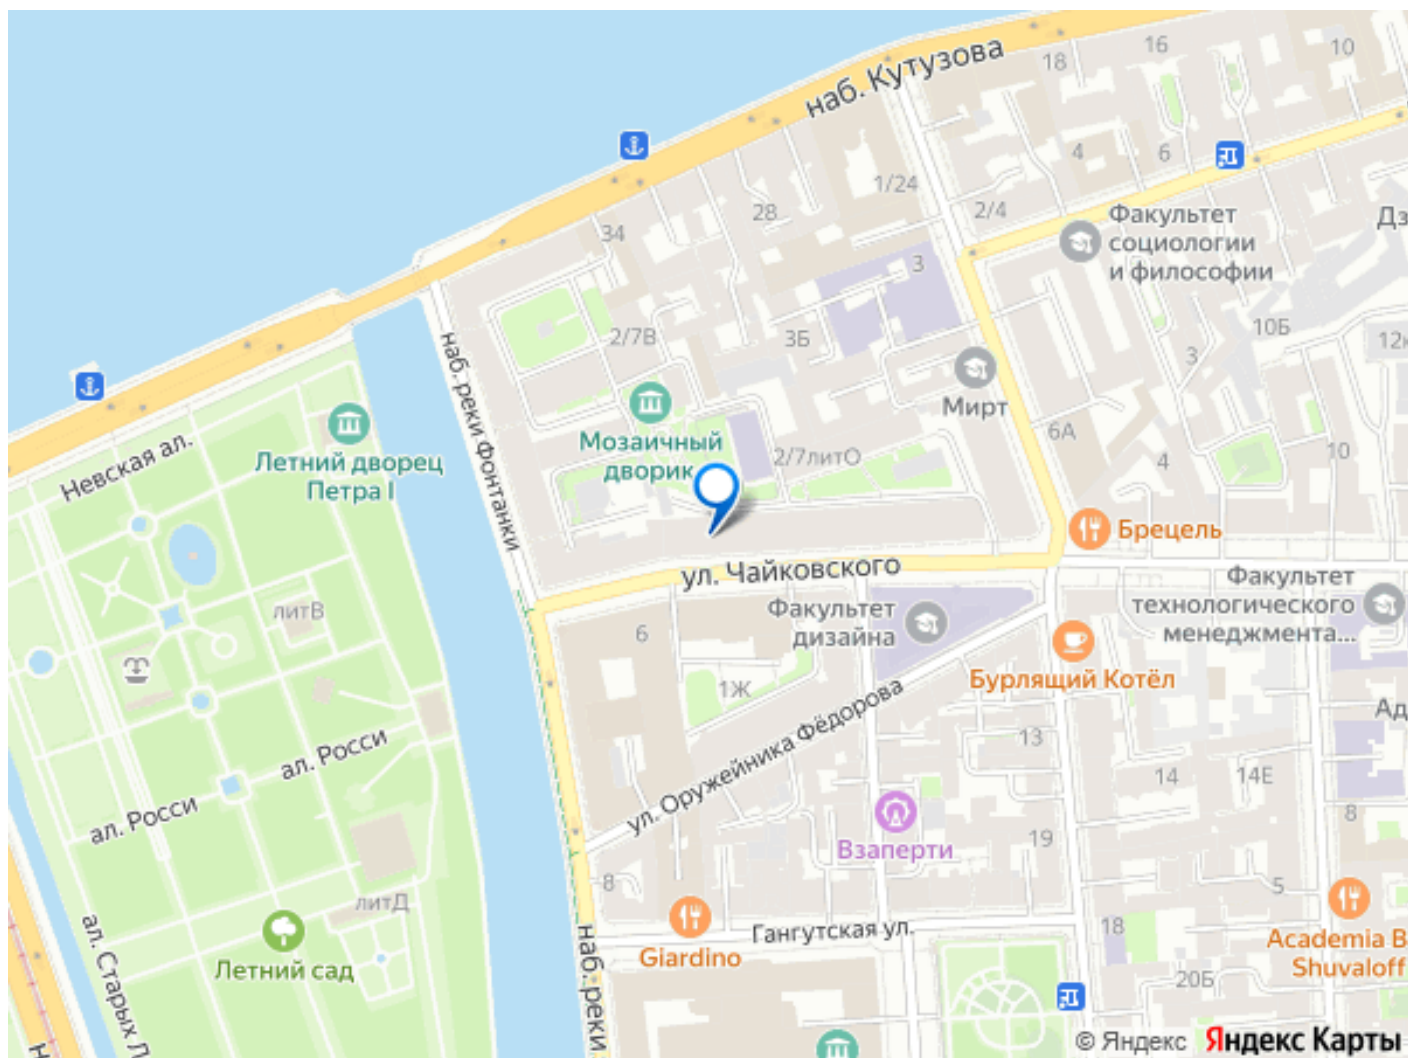 наб. Кутузова
16
18
10
4
6
1/24
2/4
28
34
Факультет
социологии
и философии
Дз
3
10Б
12к
2/7В
3Б
3
наб. реки Фонтанки
Мирт
6А
4
10
Мозаичный
дворик
2/7литО
Невская ал.
Летний дворец
Петра I
Брецель
ул. Чайковского
Факультет
технологического
менеджмента...
Факультет
дизайна
литВ
6
1Ж
Бурлящий Котёл
Ад
ул. Оружейника Фёдорова
13
14
14Е
ал. Росси
ал. Росси
Взаперти
19
8
8
5
литД
Giardino
Гангутская ул.
18
Academia B
Shuvaloff
Летний сад
ал. Старых Л
наб. реки
20Б
Н
© Яндекс Яндекс Карты